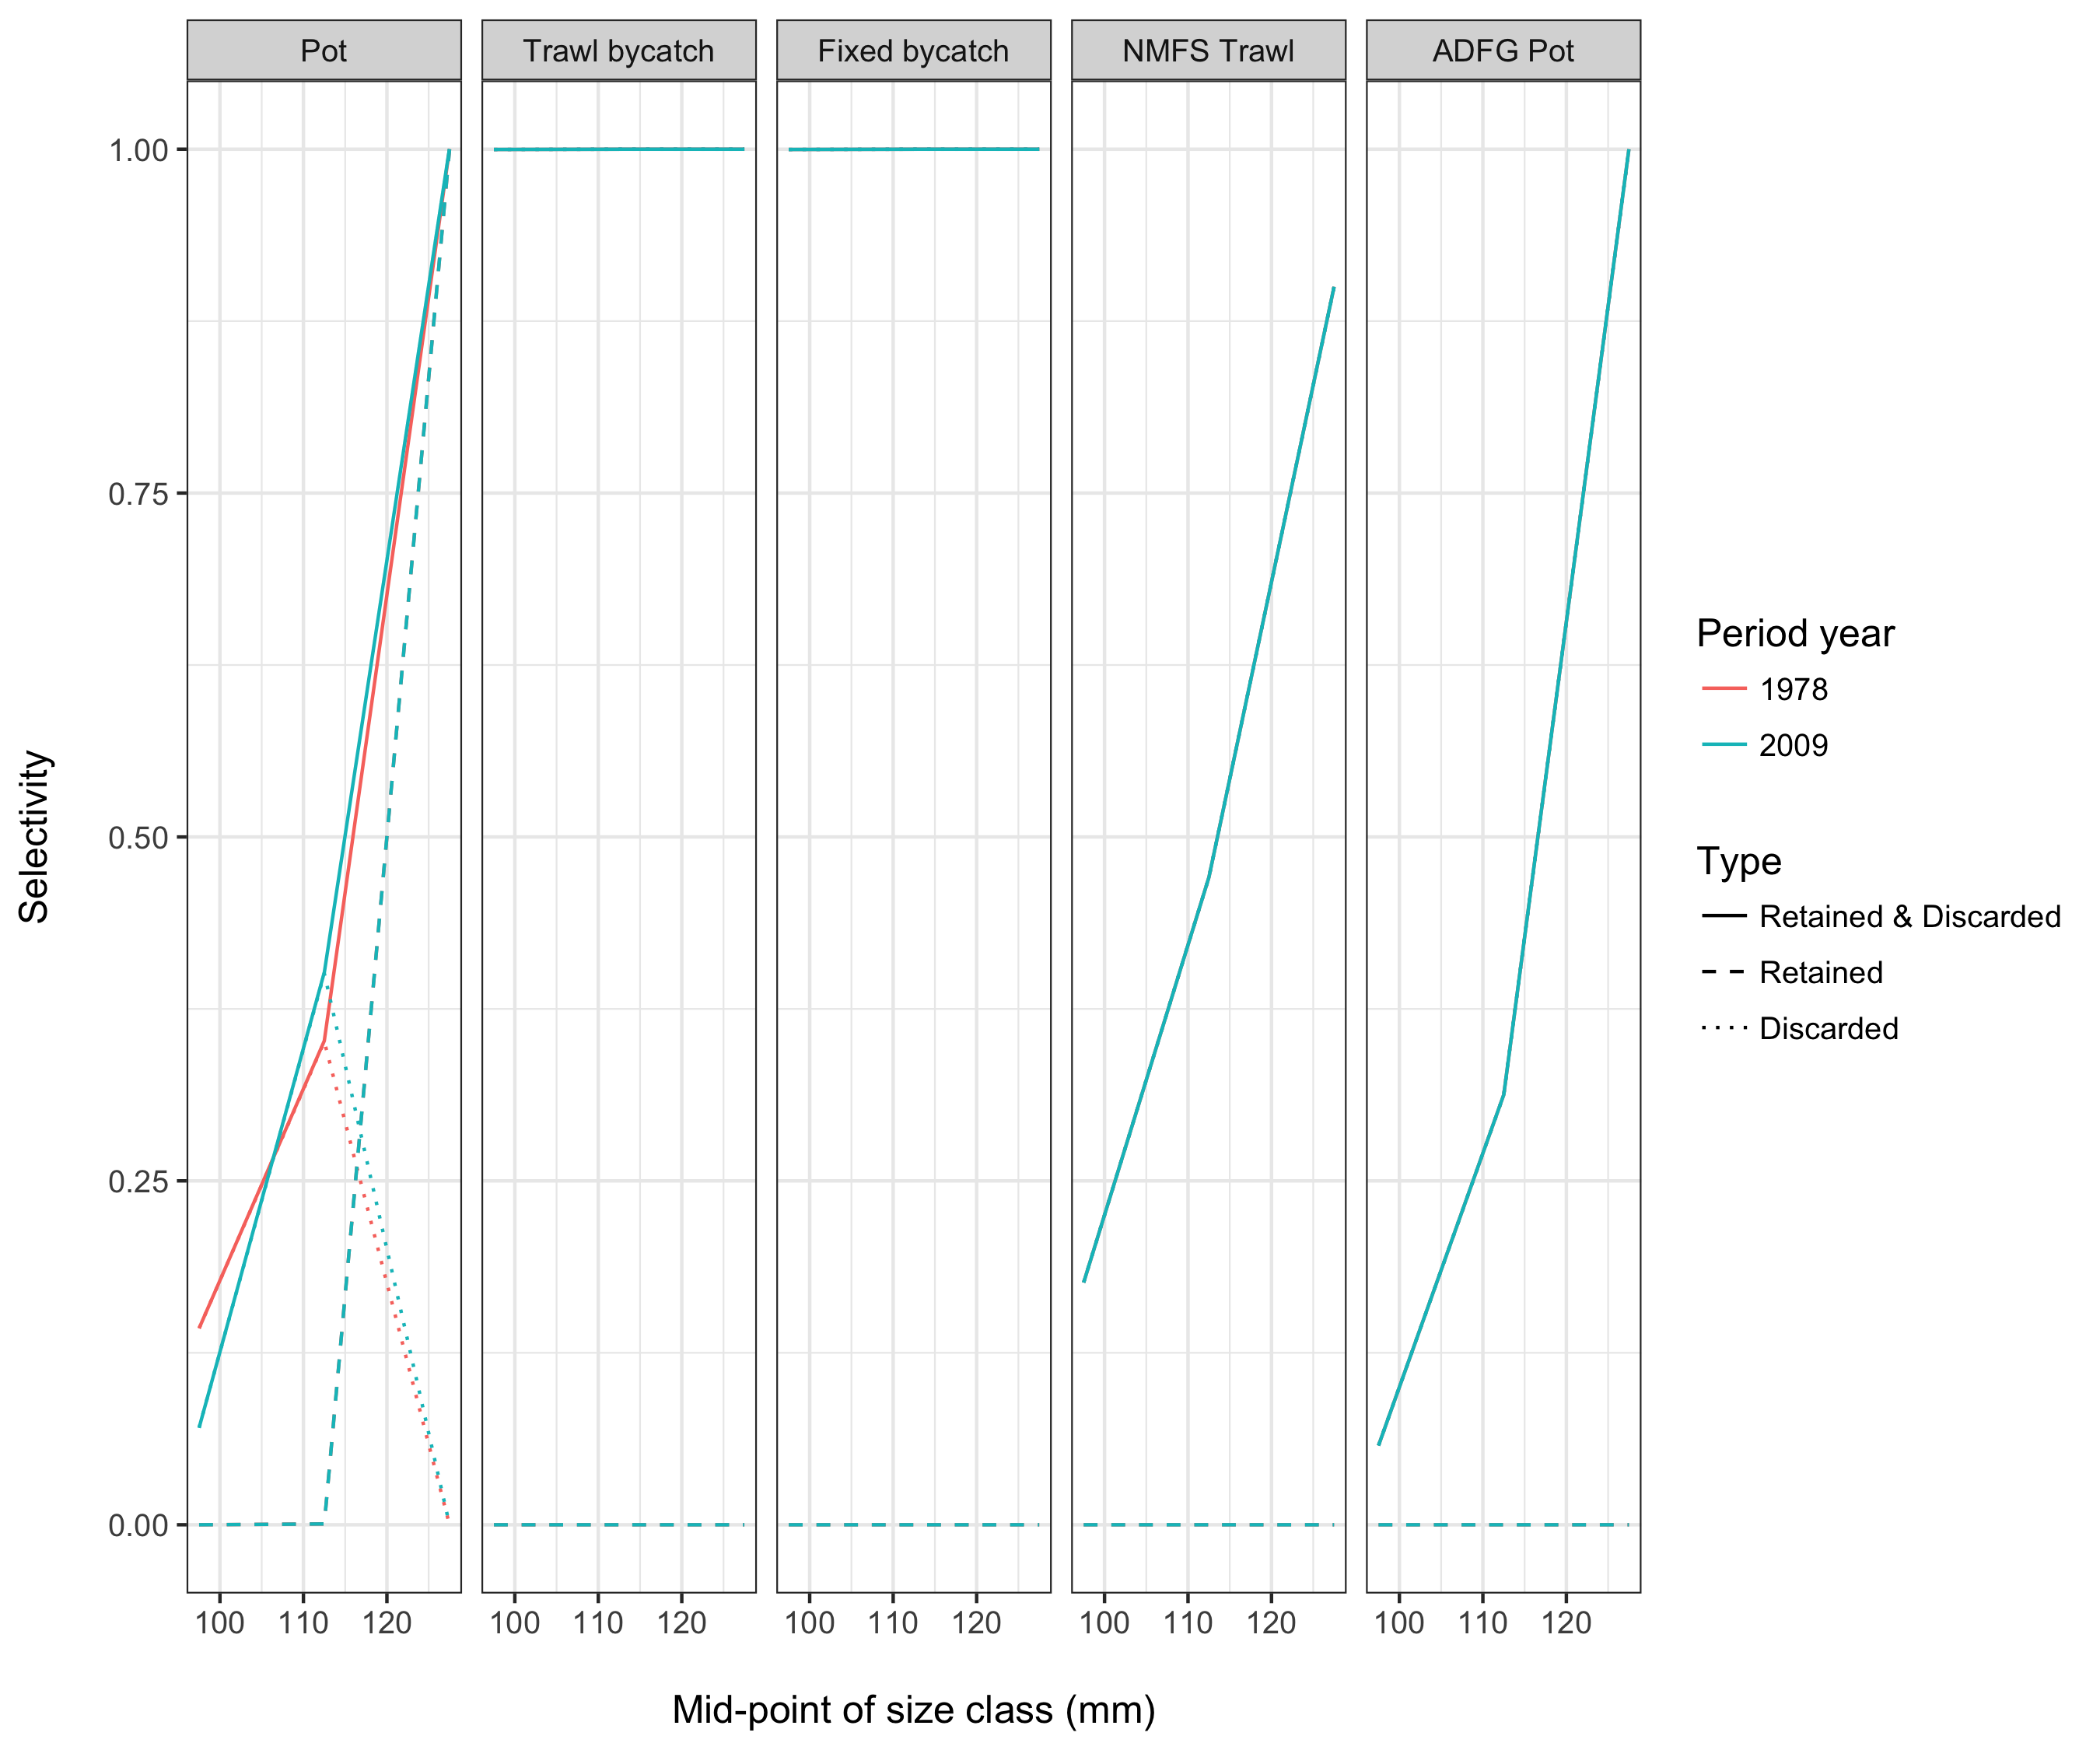 Pot Trawl bycatch Fixed bycatch NMFS Trawl ADFG Pot
1.00
0.75
0.50
0.25
0.00
Selectivity
100 110 120 100 110 120 100 110 120 100 110 120 100 110 120
Mid-point of size class (mm)
Period year
1978
2009
Type
Retained & Discarded
Retained
Discarded